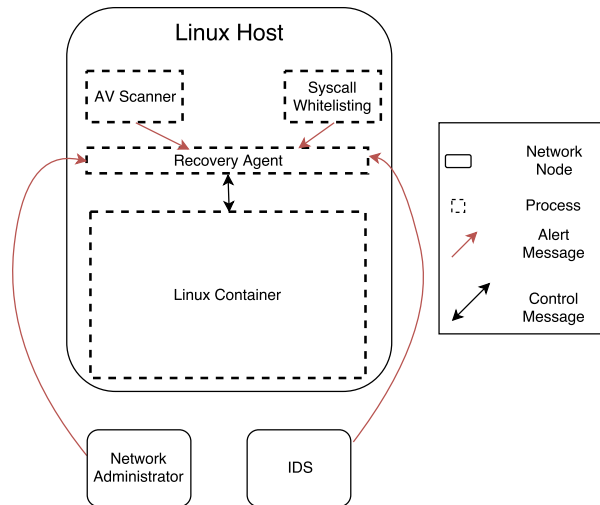 Linux Host
AV Scanner
Syscall
Whitelisting
Recovery Agent
Linux Container
Network
Administrator
IDS
Network
Node
Process
Alert
Message
Control
Message